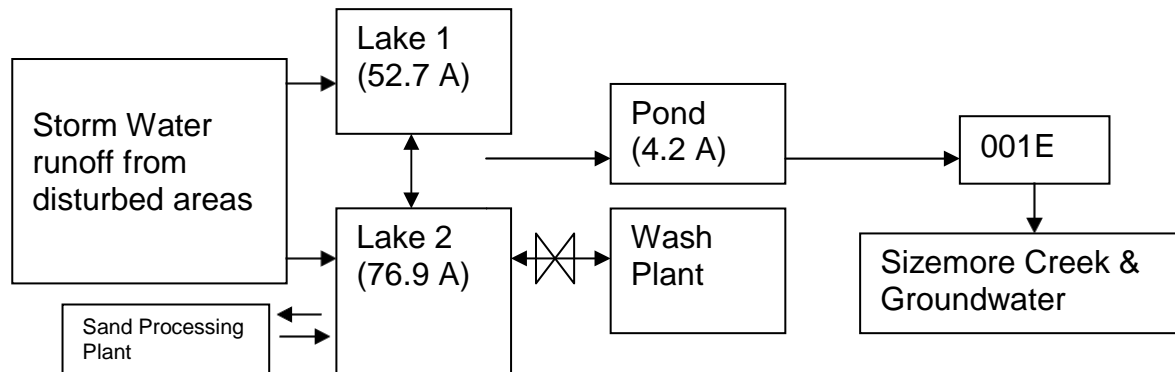 Storm Water
runoff from
disturbed areas
Lake 1
(52.7 A)
Pond
(4.2 A)
001E
Lake 2
(76.9 A)
Wash
Plant
Sizemore Creek &
Groundwater
Sand Processing
Plant